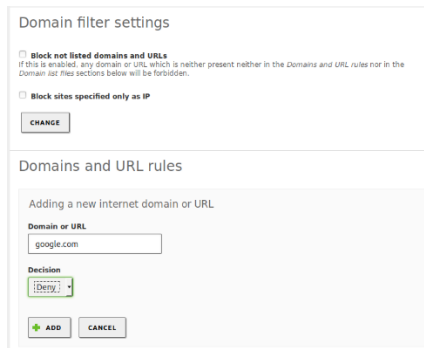 Domain filter settings
Block not listed domains and URLs
If this is enabled, any domain or URL which is neither present neither in the Domains and URL rules nor in the
Domain list files sections below will be forbidden.
Block sites specified only as IP
CHANGE
Domains and URL rules
Adding a new internet domain or URL
Domain or URL
google.com
Decision
Deny
ADD CANCEL